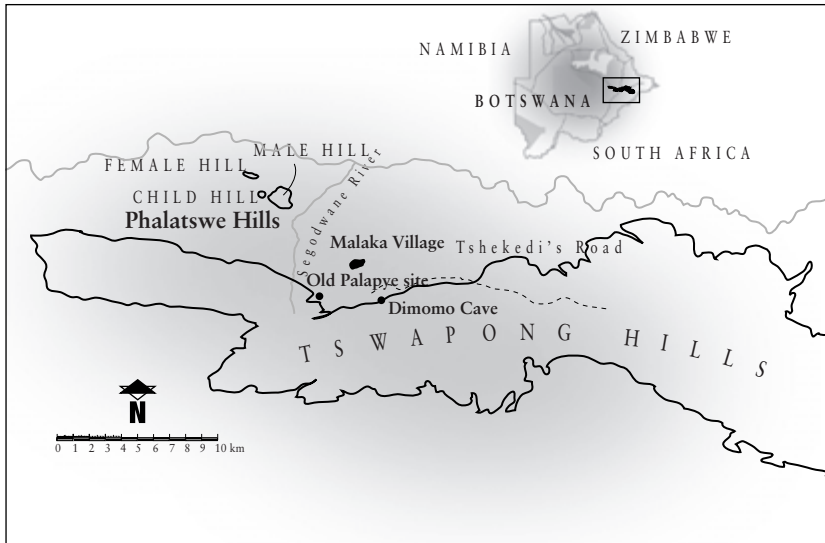 NAMIBIA
ZIMBABWE
BOTSWANA
SOUTH AFRICA
MALE HILL
FEMALE HILL
CHILD HILL
Phalatswe Hills
Segodwane River
Malaka Village
Tshekedi's Road
Old Palapye site
Dimomo Cave
TSWAPONG HILLS
N
0 1 2 3 4 5 6 7 8 9 10 km